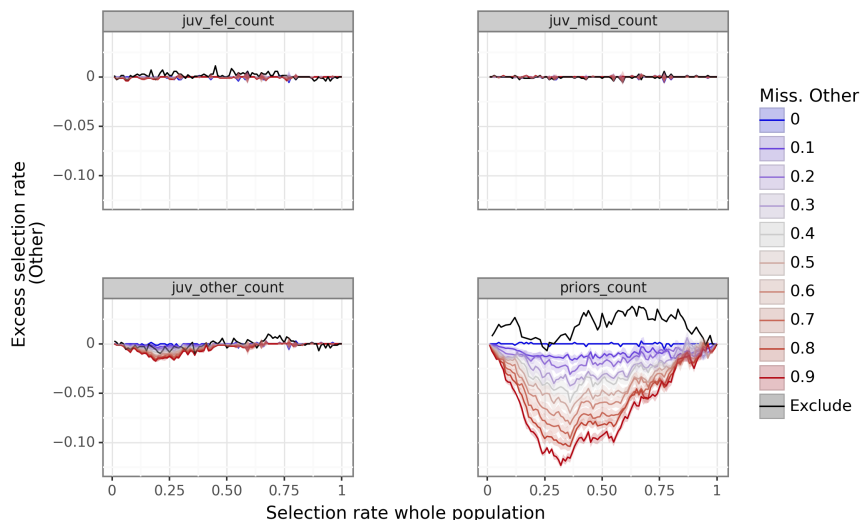 juv_fel_count
juv_misd_count
0
−0.05
−0.10
Excess selection rate
(Other)
juv_other_count
priors_count
0
−0.05
−0.10
0
0.25
0.50
0.75
1
0
0.25
0.50
0.75
1
Selection rate whole population
Miss. Other
0
0.1
0.2
0.3
0.4
0.5
0.6
0.7
0.8
0.9
Exclude